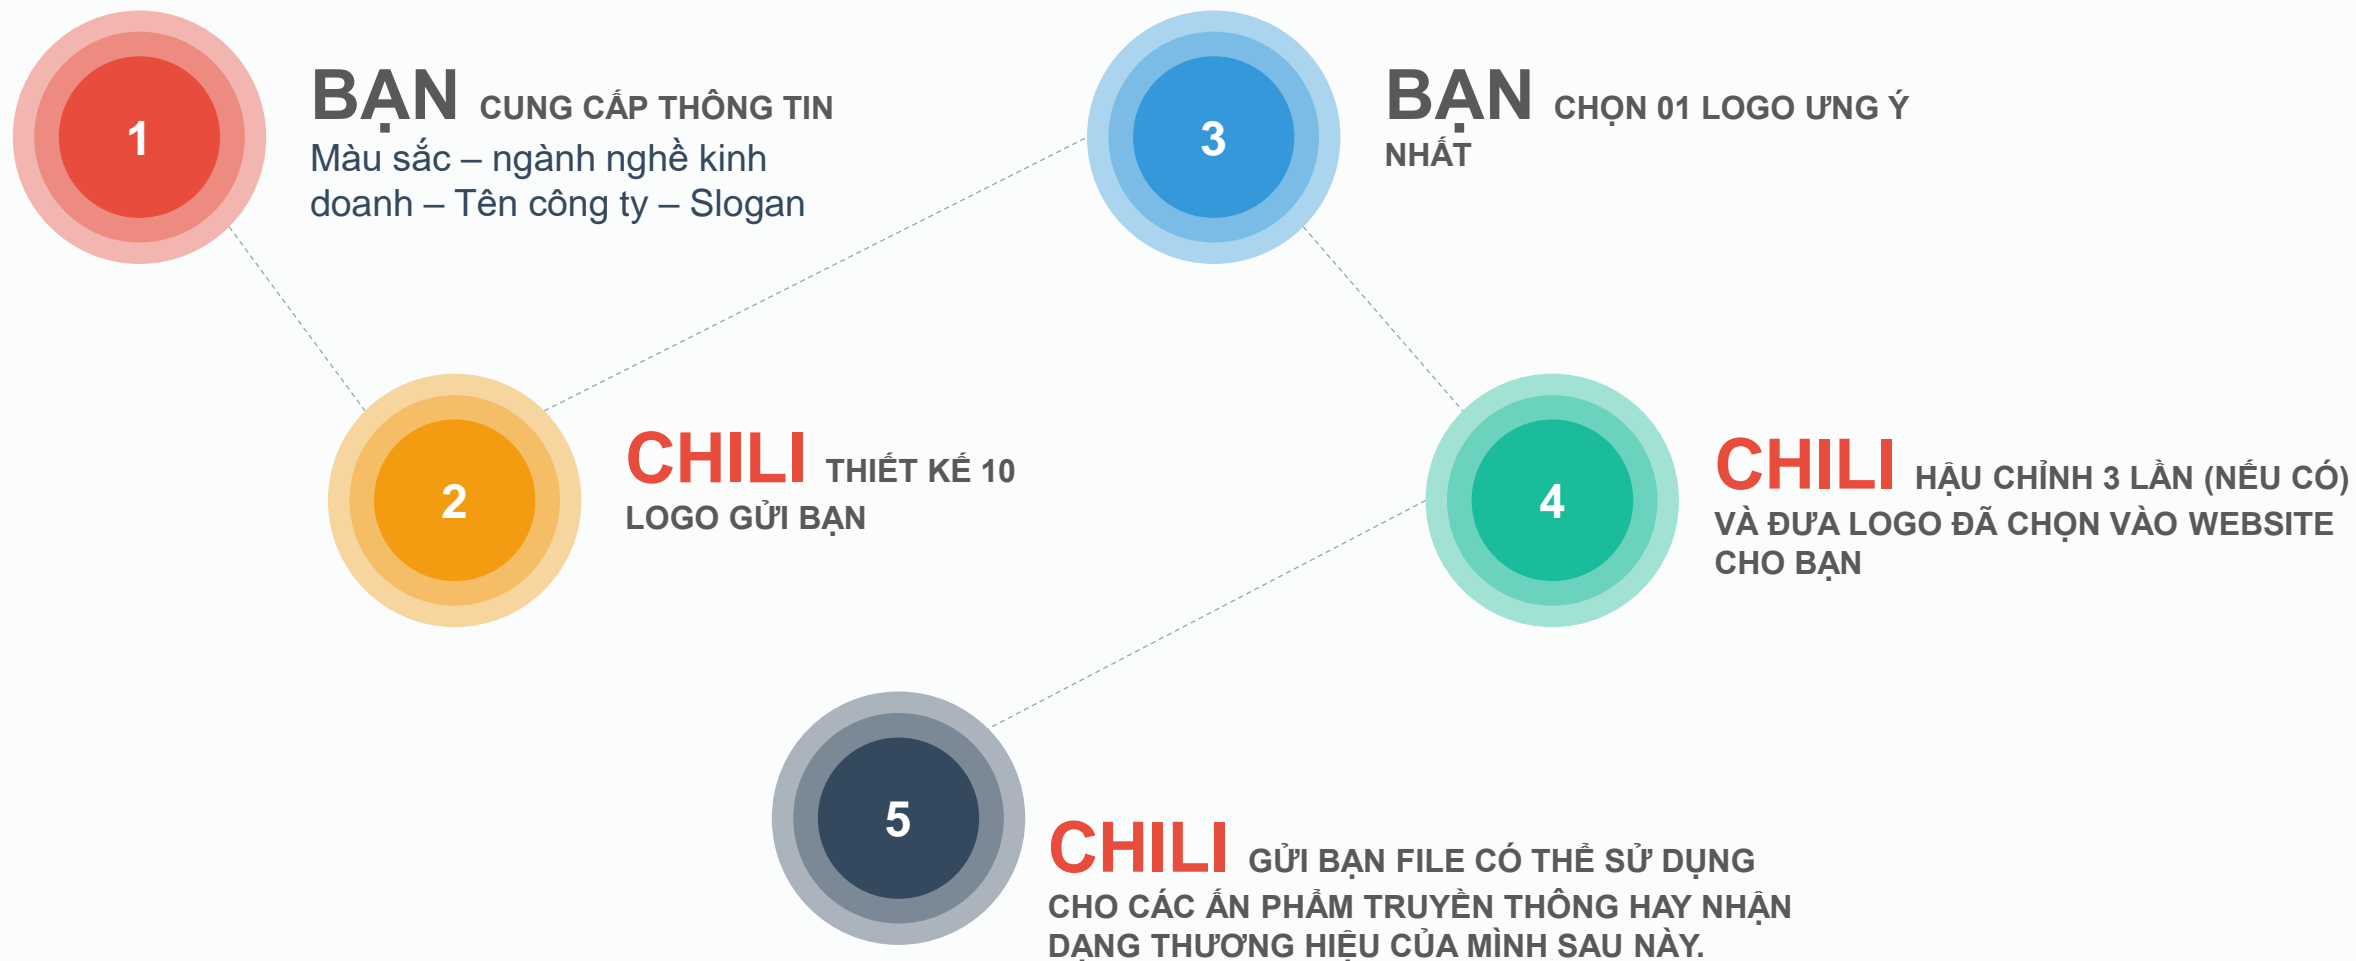 1
BẠN CUNG CẤP THÔNG TIN
Màu sắc – ngành nghề kinh
doanh – Tên công ty – Slogan
2
CHILI THIẾT KẾ 10
LOGO GỬI BẠN
3
BẠN CHỌN 01 LOGO ƯNG Ý
NHẤT
4
CHILI HẬU CHỈNH 3 LẦN (NẾU CÓ)
VÀ ĐƯA LOGO ĐÃ CHỌN VÀO WEBSITE
CHO BẠN
5
CHILI GỬI BẠN FILE CÓ THỂ SỬ DỤNG
CHO CÁC ẤN PHẨM TRUYỀN THÔNG HAY NHẬN
DẠNG THƯƠNG HIỆU CỦA MÌNH SAU NÀY.